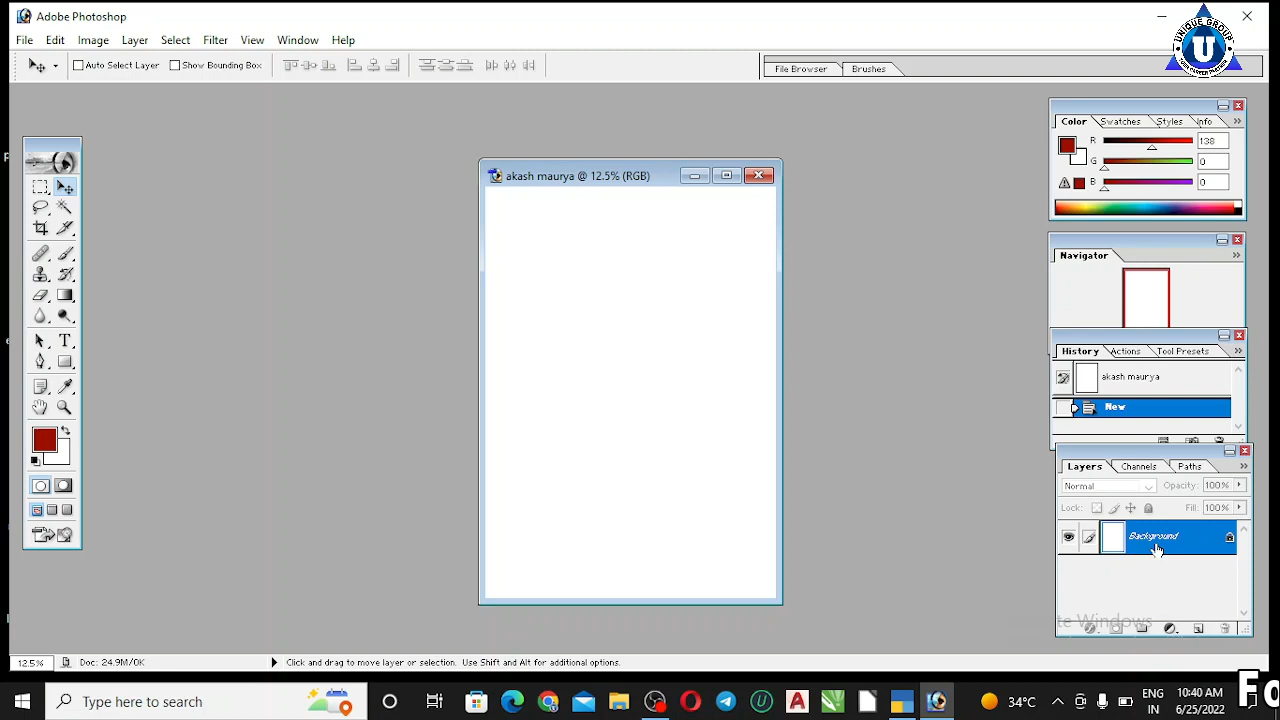 Adobe Photoshop
UNIQUE GROUP
U
File Edit Image Layer Select Filter View Window Help
Auto Select Layer Show Bounding Box
File Browser Brushes
Color Swatches Styles Info
R 138
G 0
B 0
akash maurya @ 12.5% (RGB)
Navigator
History Actions Tool Presets
akash maurya
New
Layers Channels Paths
Normal Opacity: 100%
Lock: Fill: 100%
Background
te Windows
12.5% Doc: 24.9M/0K Click and drag to move layer or selection. Use Shift and Alt for additional options.
Fo
Type here to search
34°C
ENG
IN
10:40 AM
6/25/2022